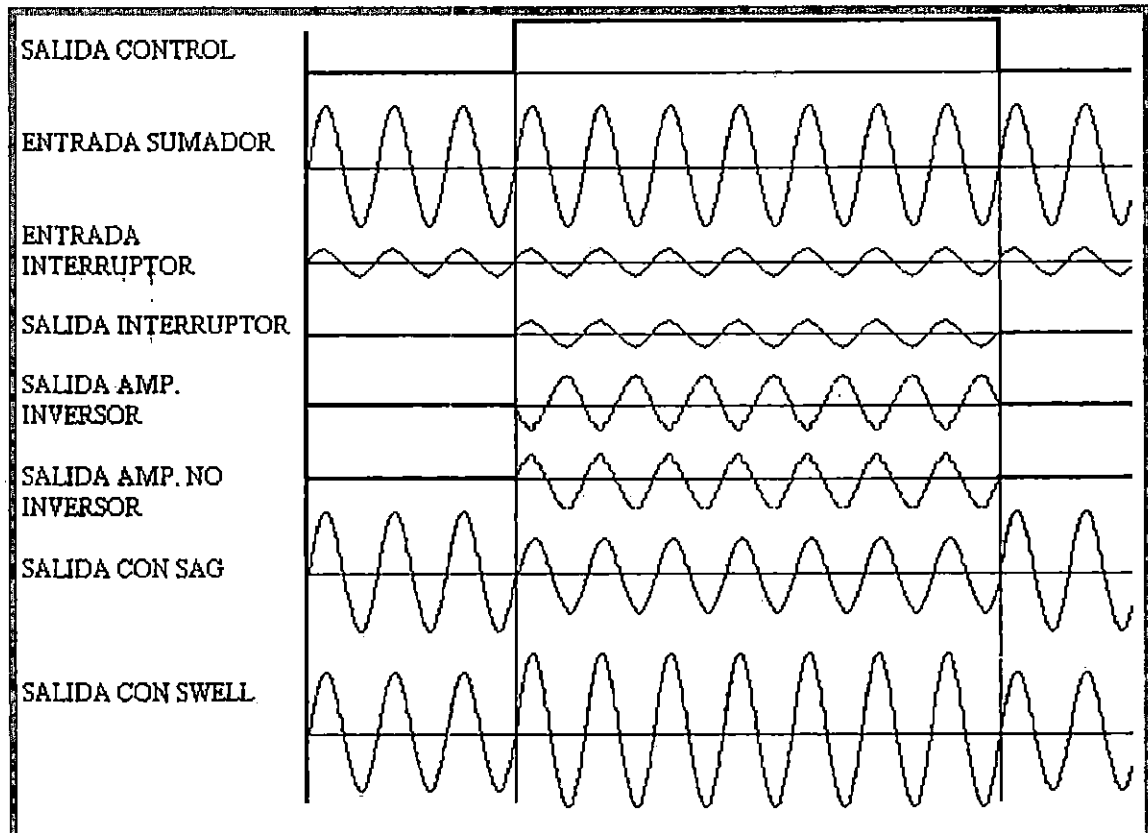 SALIDA CONTROL
ENTRADA SUMADOR
ENTRADA
INTERRUPTOR
SALIDA INTERRUPTOR
SALIDA AMP.
INVERSOR
SALIDA AMP. NO
INVERSOR
SALIDA CON SAG
SALIDA CON SWELL